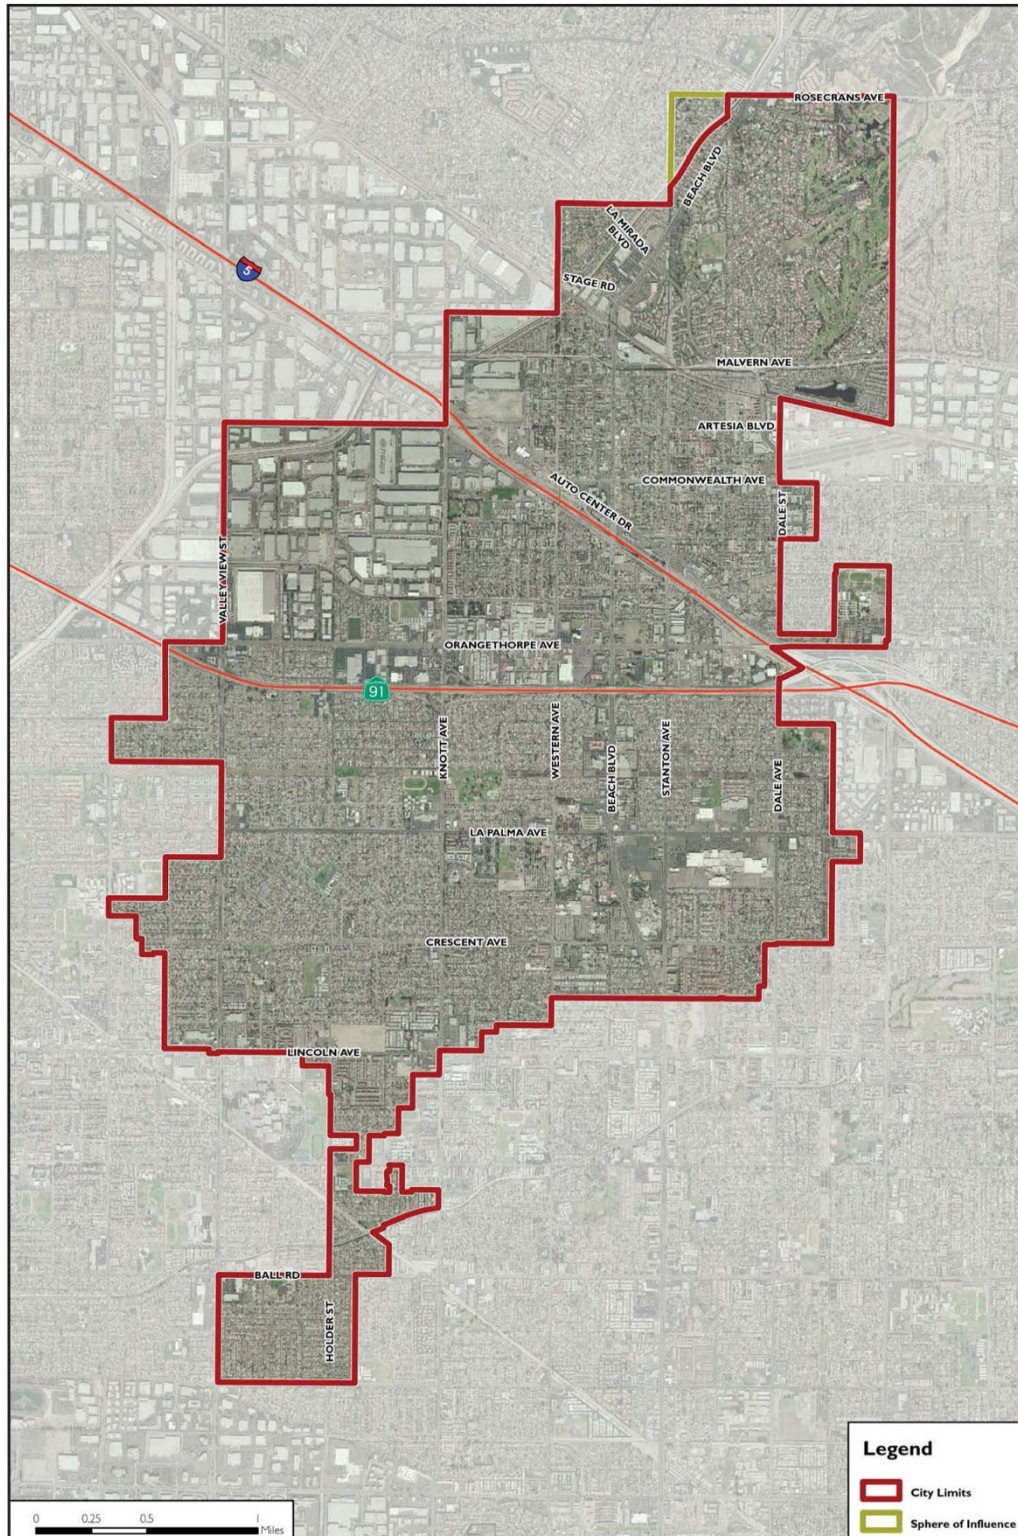 ROSECRANS AVE
BEACH BLVD
LA MIRADA
BLVD
5
STAGE RD
MALVERN AVE
ARTESIA BLVD
COMMONWEALTH AVE
AUTO CENTER DR
DALE ST
VALLEY VIEW ST
ORANGETHORPE AVE
91
KNOTT AVE
WESTERN AVE
BEACH BLVD
STANTON AVE
DALE AVE
LA PALMA AVE
CRESCENT AVE
LINCOLN AVE
BALL RD
HOLDER ST
Legend
City Limits
Sphere of Influence
0 0.25 0.5 1
Miles